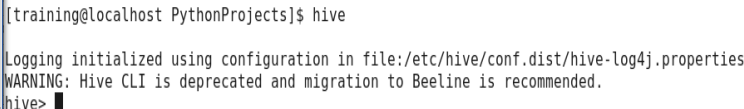 [training@localhost PythonProjects]$ hive
Logging initialized using configuration in file:/etc/hive/conf.dist/hive-log4j.properties
WARNING: Hive CLI is deprecated and migration to Beeline is recommended.
hive>